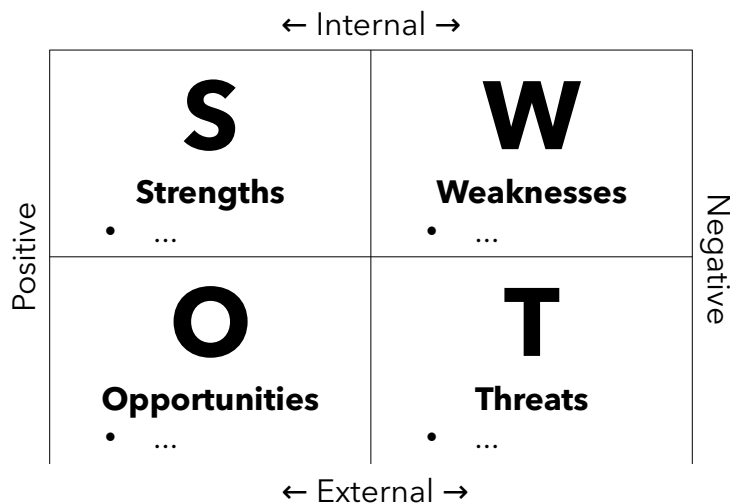 ← Internal →
S
Strengths
• ...
W
Weaknesses
• ...
Positive
Negative
O
Opportunities
• ...
T
Threats
• ...
← External →